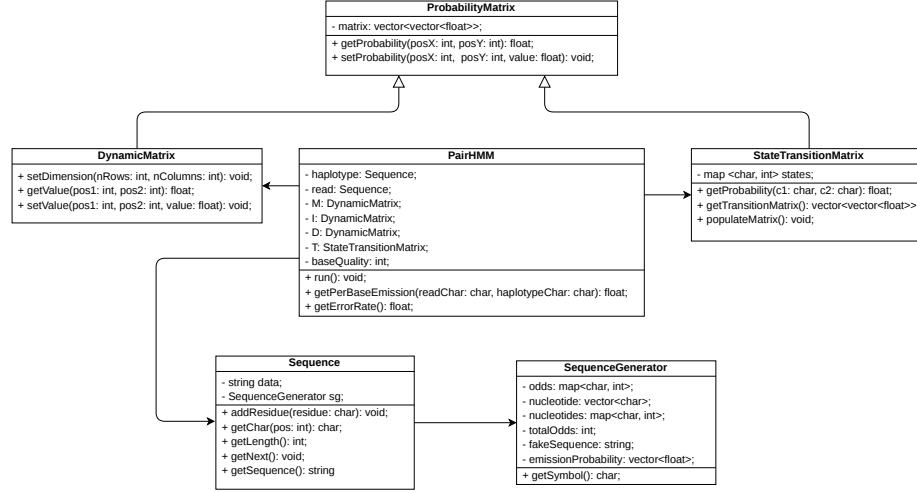 ProbabilityMatrix
- matrix: vector<vector<float>>;
+ getProbability(posX: int, posY: int): float;
+ setProbability(posX: int, posY: int, value: float): void;
DynamicMatrix
+ setDimension(nRows: int, nColumns: int): void;
+ getValue(pos1: int, pos2: int): float;
+ setValue(pos1: int, pos2: int, value: float): void;
PairHMM
- haplotype: Sequence;
- read: Sequence;
- M: DynamicMatrix;
- I: DynamicMatrix;
- D: DynamicMatrix;
- T: StateTransitionMatrix;
- baseQuality: int;
+ run(): void;
+ getPerBaseEmission(readChar: char, haplotypeChar: char): float;
+ getErrorRate(): float;
StateTransitionMatrix
- map <char, int> states;
+ getProbability(c1: char, c2: char): float;
+ getTransitionMatrix(): vector<vector<float>>
+ populateMatrix(): void;
Sequence
- string data;
- SequenceGenerator sg;
+ addResidue(residue: char): void;
+ getChar(pos: int): char;
+ getLength(): int;
+ getNext(): void;
+ getSequence(): string
SequenceGenerator
- odds: map<char, int>;
- nucleotide: vector<char>;
- nucleotides: map<char, int>;
- totalOdds: int;
- fakeSequence: string;
- emissionProbability: vector<float>;
+ getSymbol(): char;